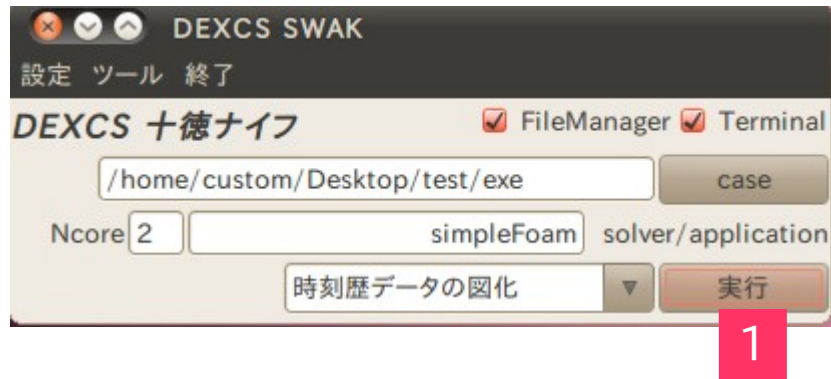 DEXCS SWAK
設定 ツール 終了
DEXCS 十徳ナイフ FileManager Terminal
/home/custom/Desktop/test/exe case
Ncore 2 simpleFoam solver/application
時刻歴データの図化 実行
1